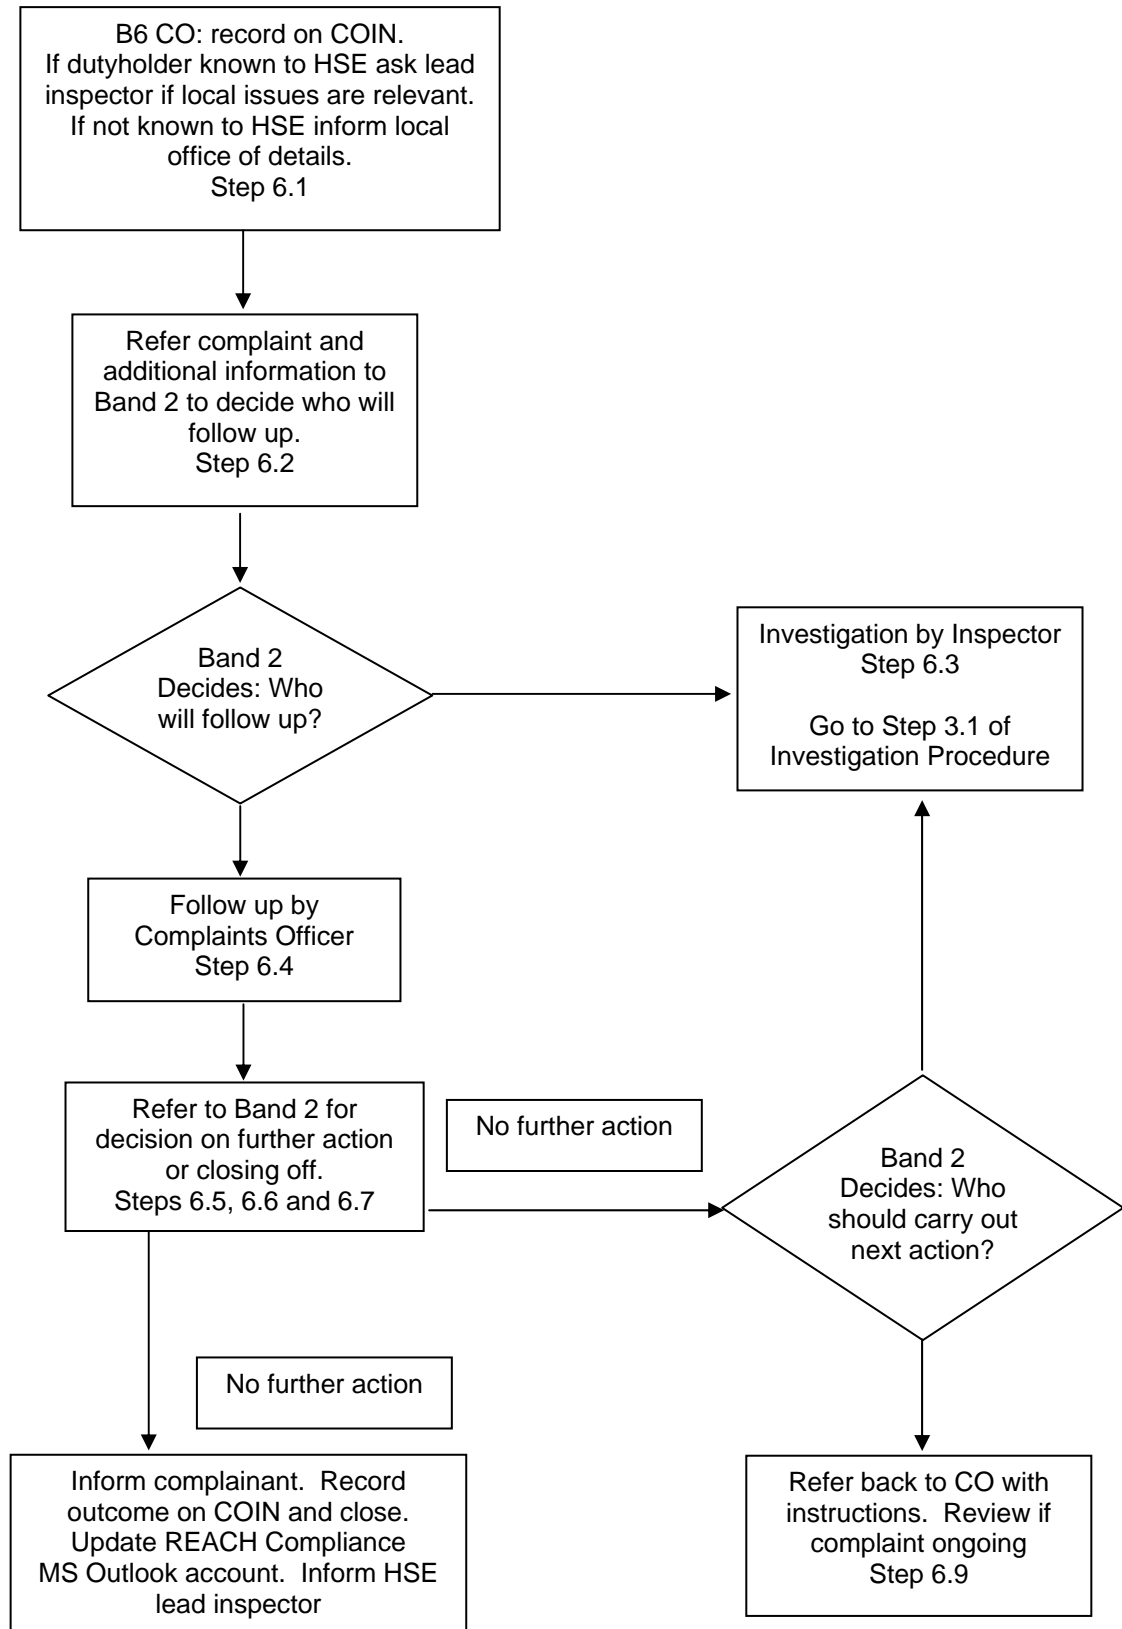 B6 CO: record on COIN.
If dutyholder known to HSE ask lead
inspector if local issues are relevant.
If not known to HSE inform local
office of details.
Step 6.1
Refer complaint and
additional information to
Band 2 to decide who will
follow up.
Step 6.2
Band 2
Decides: Who
will follow up?
Investigation by Inspector
Step 6.3
Go to Step 3.1 of
Investigation Procedure
Follow up by
Complaints Officer
Step 6.4
Refer to Band 2 for
decision on further action
or closing off.
Steps 6.5, 6.6 and 6.7
No further action
Band 2
Decides: Who
should carry out
next action?
No further action
Inform complainant.  Record
outcome on COIN and close.
Update REACH Compliance
MS Outlook account.  Inform HSE
lead inspector
Refer back to CO with
instructions.  Review if
complaint ongoing
Step 6.9